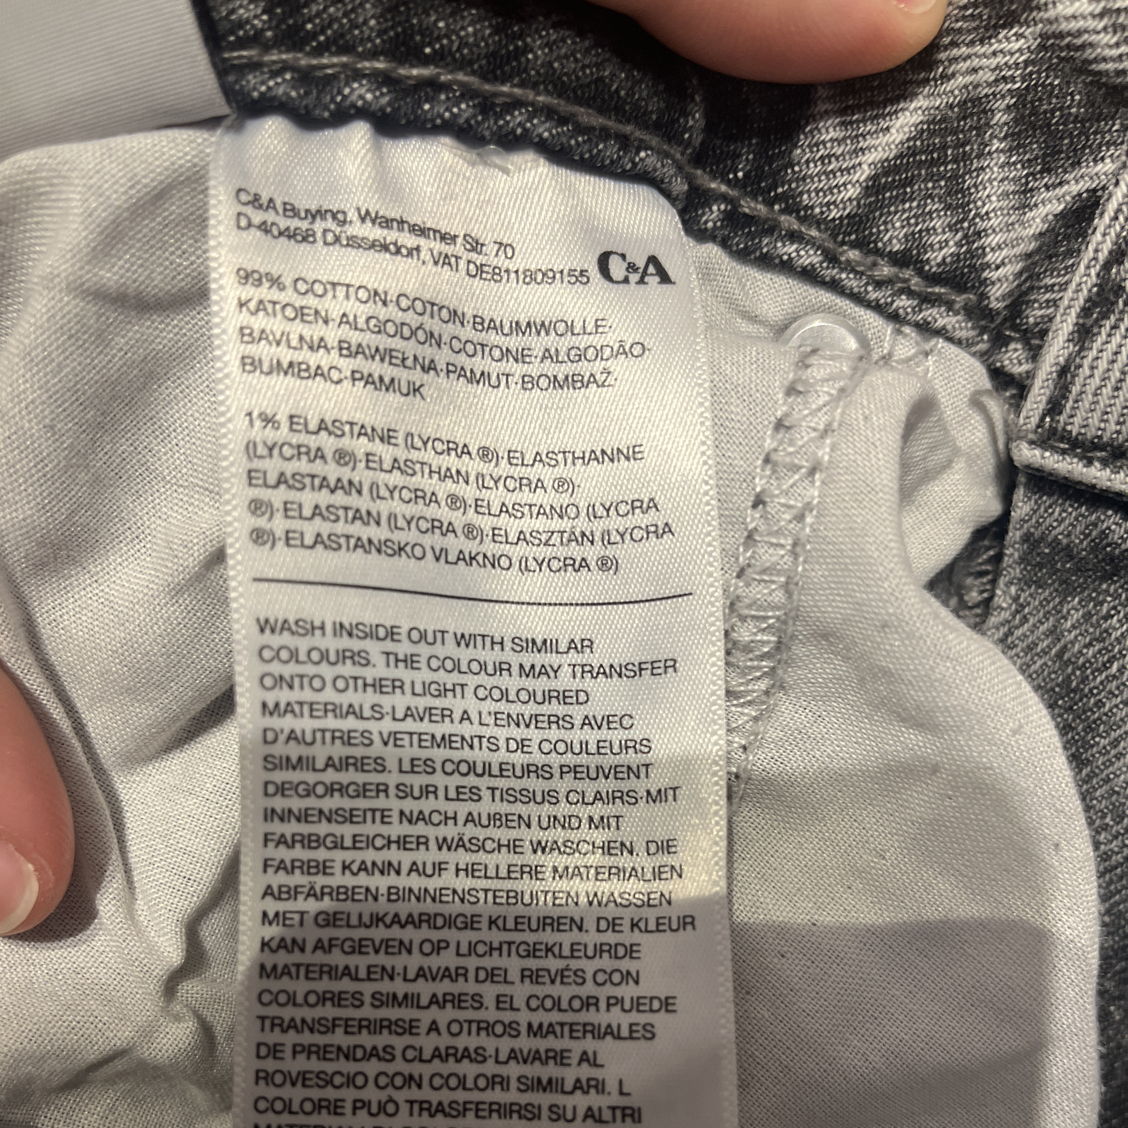 C&A Buying, Wanheimer Str. 70
D-40468 Düsseldorf, VAT DE811809155
C&A
99% COTTON·COTON·BAUMWOLLE·
KATOEN·ALGODÓN·COTONE·ALGODÃO·
BAVLNA·BAWEŁNA·PAMUT·BOMBAŽ·
BUMBAC·PAMUK
1% ELASTANE (LYCRA ®)·ELASTHANNE
(LYCRA ®)·ELASTHAN (LYCRA ®)·
ELASTAAN (LYCRA ®)·ELASTANO (LYCRA
®)·ELASTAN (LYCRA ®)·ELASZTÁN (LYCRA
®)·ELASTANSKO VLAKNO (LYCRA ®)
WASH INSIDE OUT WITH SIMILAR
COLOURS. THE COLOUR MAY TRANSFER
ONTO OTHER LIGHT COLOURED
MATERIALS·LAVER A L'ENVERS AVEC
D'AUTRES VETEMENTS DE COULEURS
SIMILAIRES. LES COULEURS PEUVENT
DEGORGER SUR LES TISSUS CLAIRS·MIT
INNENSEITE NACH AUßEN UND MIT
FARBGLEICHER WÄSCHE WASCHEN. DIE
FARBE KANN AUF HELLERE MATERIALIEN
ABFÄRBEN·BINNENSTEBUITEN WASSEN
MET GELIJKAARDIGE KLEUREN. DE KLEUR
KAN AFGEVEN OP LICHTGEKLEURDE
MATERIALEN·LAVAR DEL REVÉS CON
COLORES SIMILARES. EL COLOR PUEDE
TRANSFERIRSE A OTROS MATERIALES
DE PRENDAS CLARAS·LAVARE AL
ROVESCIO CON COLORI SIMILARI. L
COLORE PUÒ TRASFERIRSI SU ALTRI